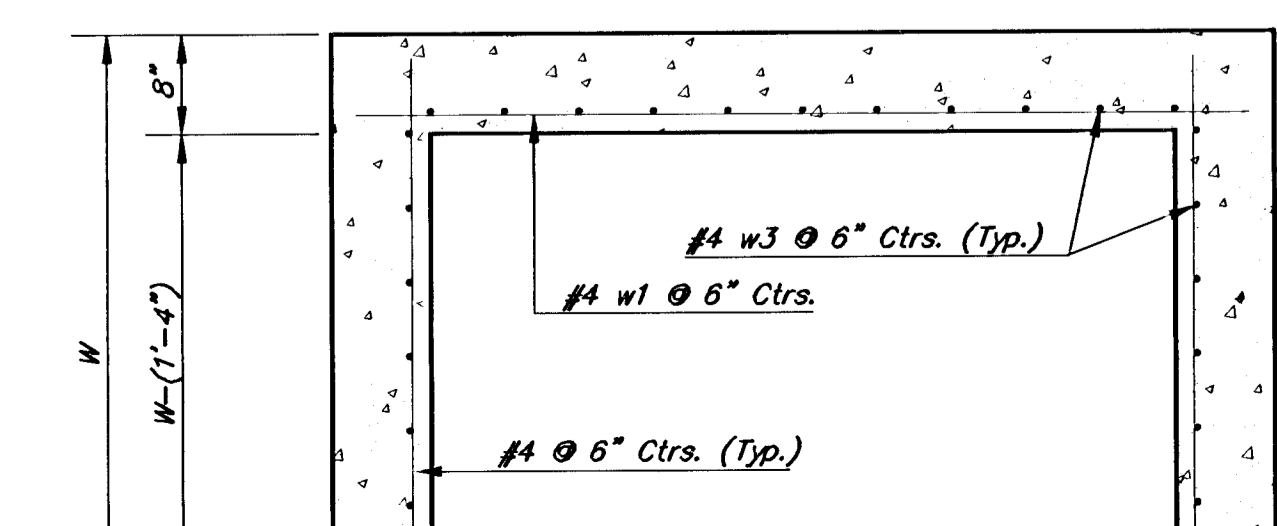 8"
#4 w3 @ 6" Ctrs. (Typ.)
#4 w1 @ 6" Ctrs.
W
W-(1'-4")
#4 @ 6" Ctrs. (Typ.)